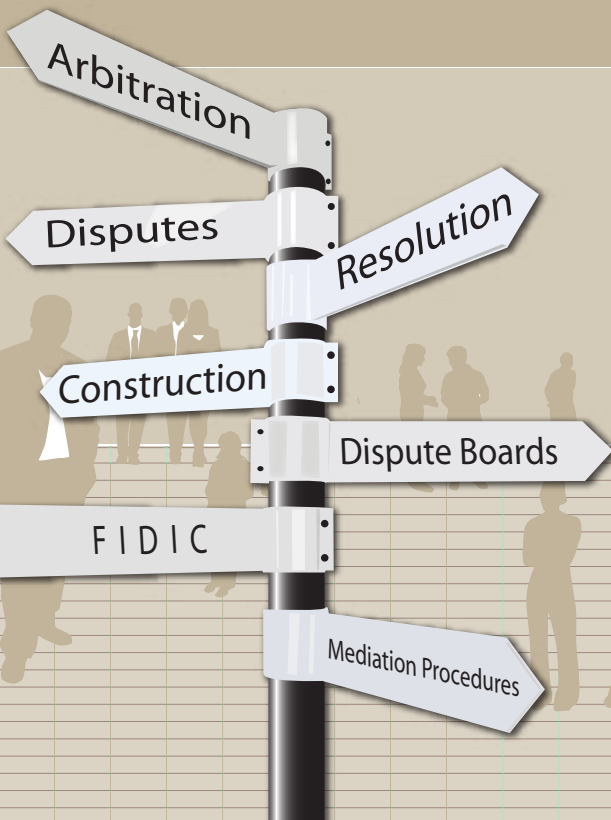 Arbitration
Disputes
Resolution
Construction
Dispute Boards
FIDIC
Mediation Procedures